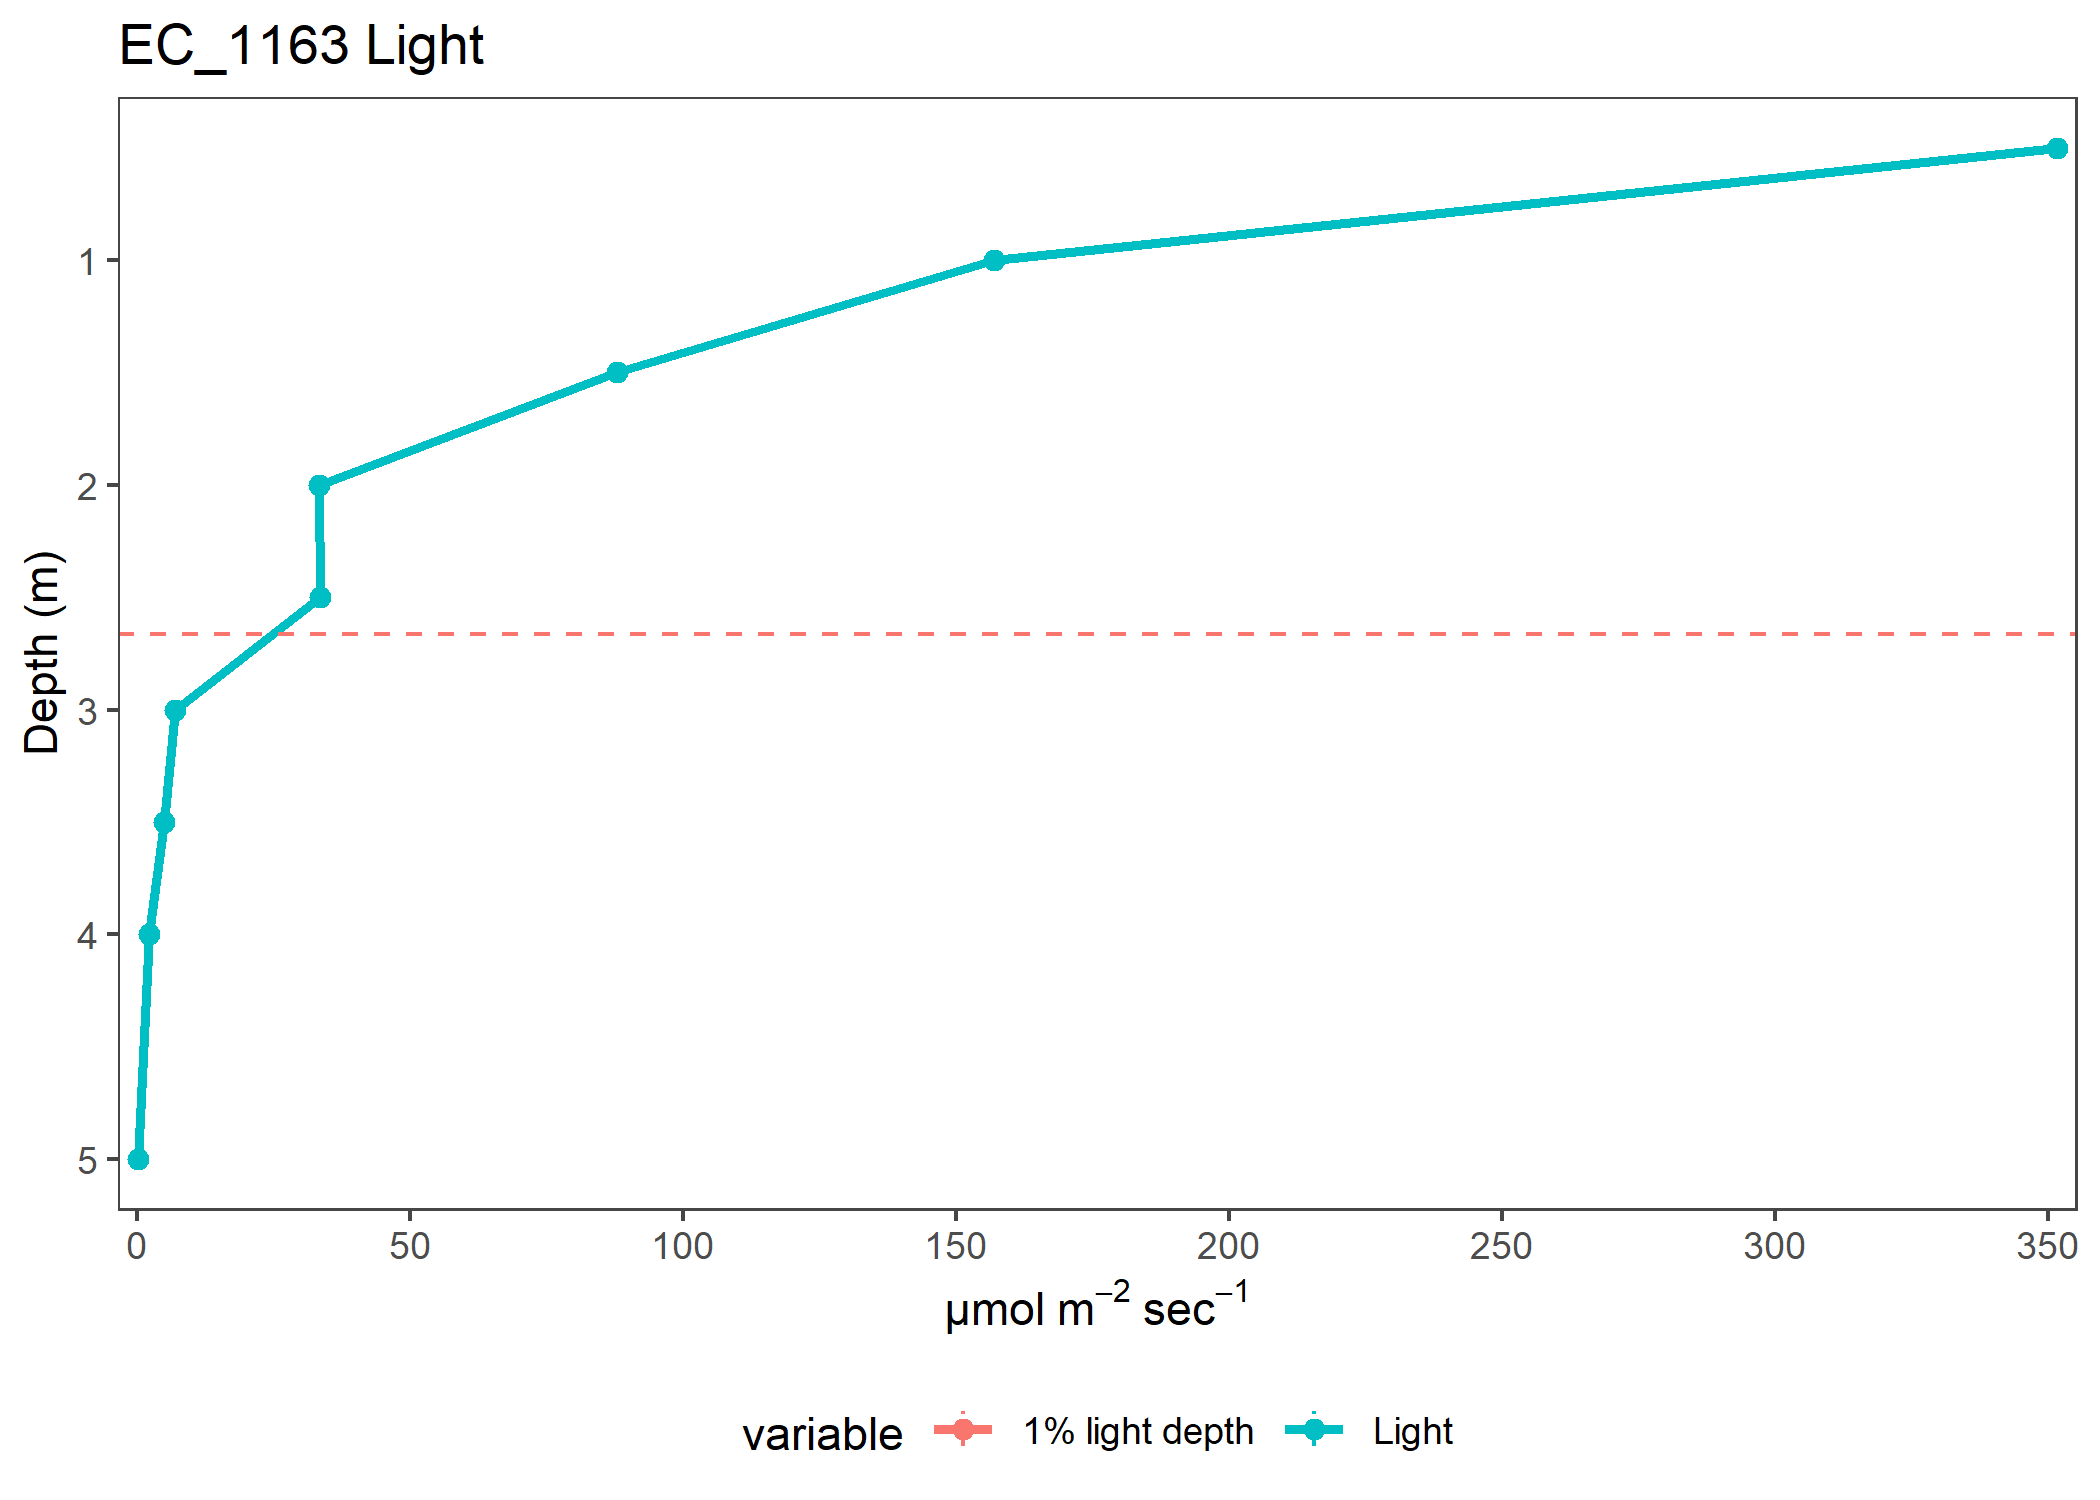 EC_1163 Light
Depth (m)
1
2
3
4
5
0 50 100 150 200 250 300 350
µmol m⁻² sec⁻¹
variable 1% light depth Light